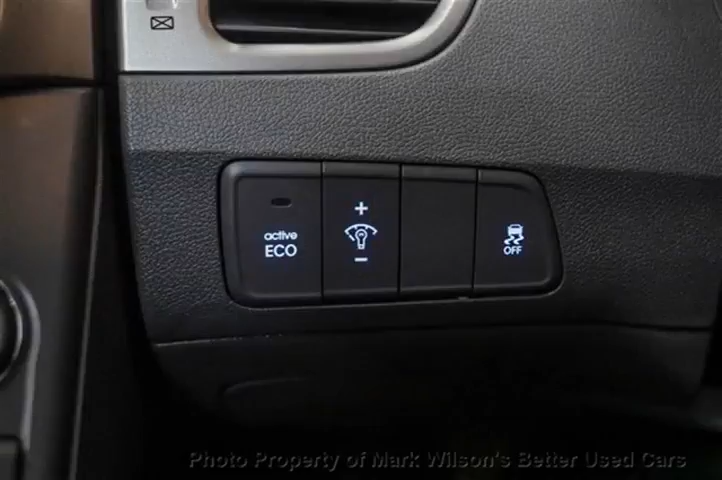 active
ECO
+
−
OFF
Photo Property of Mark Wilson's Better Used Cars